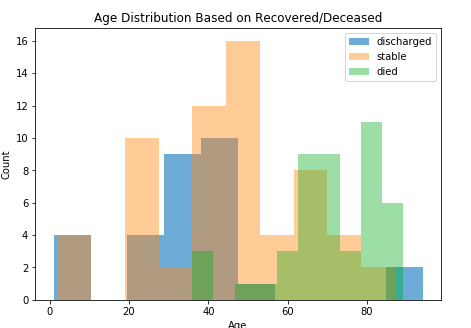 Age Distribution Based on Recovered/Deceased
discharged
stable
died
Count
16
14
12
10
8
6
4
2
0
0 20 40 60 80
Age